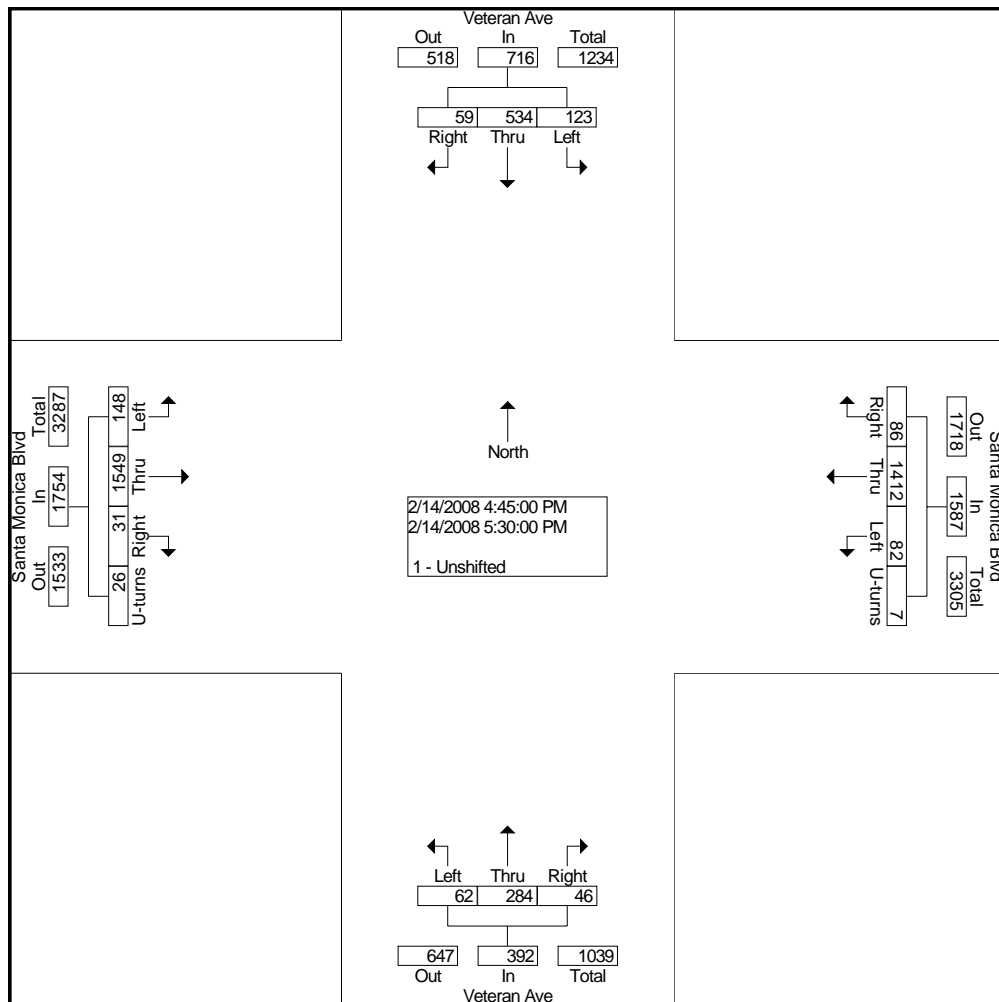 Veteran Ave
Out In Total
518 716 1234
59 534 123
Right Thru Left
Santa Monica Blvd
Total In Out
3287 1754 1533
148 1549 31 26
Left Thru Right U-turns
North
2/14/2008 4:45:00 PM
2/14/2008 5:30:00 PM
1 - Unshifted
Right Thru Left U-turns
86 1412 82 7
Out In Total
1718 1587 3305
Santa Monica Blvd
Left Thru Right
62 284 46
647 392 1039
Out In Total
Veteran Ave